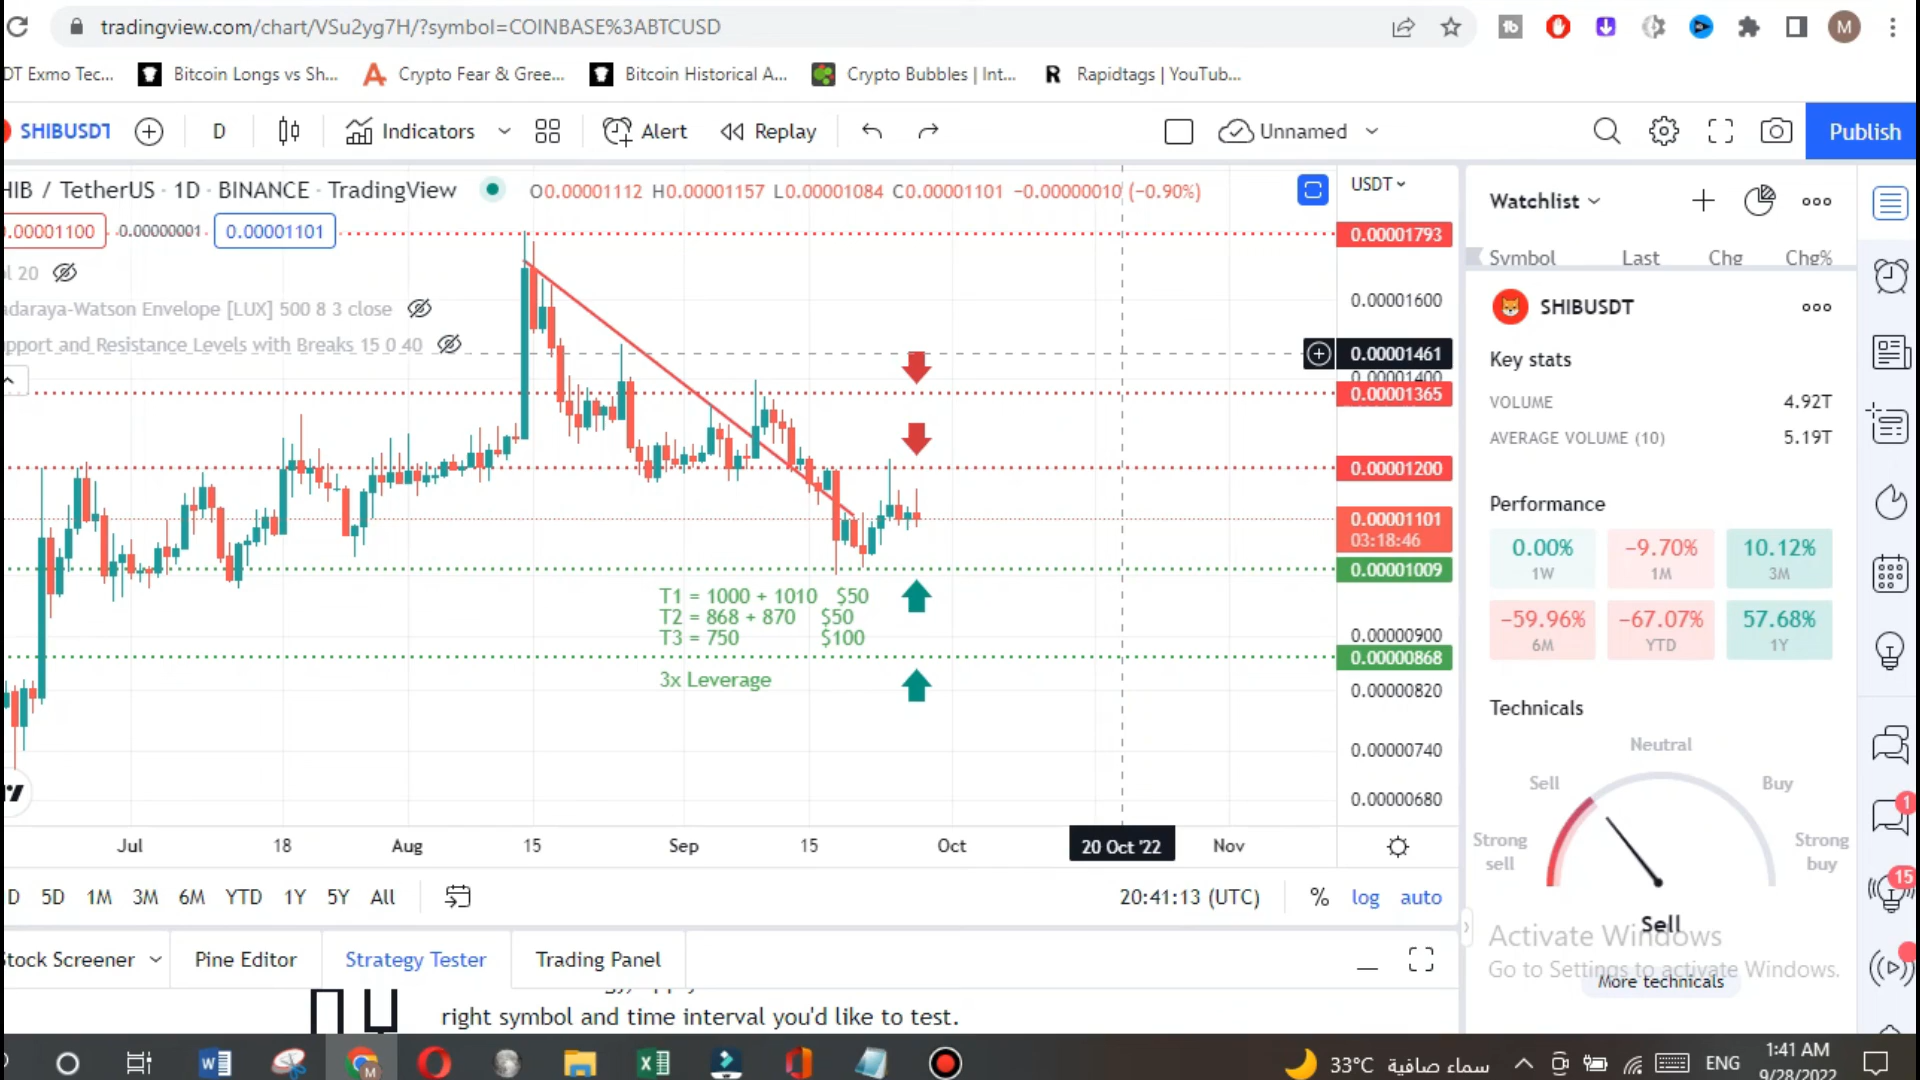 tradingview.com/chart/VSu2yg7H/?symbol=COINBASE%3ABTCUSD
M
DT Exmo Tec... Bitcoin Longs vs Sh... Crypto Fear & Gree... Bitcoin Historical A... Crypto Bubbles | Int... R Rapidtags | YouTub...
SHIBUSDT D Indicators Alert Replay Unnamed Publish
HIB / TetherUS · 1D · BINANCE · TradingView O0.00001112 H0.00001157 L0.00001084 C0.00001101 −0.00000010 (−0.90%) USDT
.00001100 0.00000001 0.00001101
l 20
adaraya-Watson Envelope [LUX] 500 8 3 close
pport and Resistance Levels with Breaks 15 0 40
0.00001793
0.00001600
0.00001461
0.00001400
0.00001365
0.00001200
0.00001101
03:18:46
0.00001009
T1 = 1000 + 1010 $50
T2 = 868 + 870 $50
T3 = 750 $100
0.00000900
0.00000868
3x Leverage
0.00000820
0.00000740
0.00000680
Jul 18 Aug 15 Sep 15 Oct 20 Oct '22 Nov
D 5D 1M 3M 6M YTD 1Y 5Y All 20:41:13 (UTC) % log auto
tock Screener Pine Editor Strategy Tester Trading Panel
right symbol and time interval you'd like to test.
Watchlist
Symbol Last Chg Chg%
SHIBUSDT
Key stats
VOLUME 4.92T
AVERAGE VOLUME (10) 5.19T
Performance
0.00% −9.70% 10.12%
1W 1M 3M
−59.96% −67.07% 57.68%
6M YTD 1Y
Technicals
Neutral
Sell Buy
Strong sell Strong buy
Sell
Activate Windows
Go to Settings to activate Windows.
More technicals
1
15
33°C سماء صافية ENG 1:41 AM
9/28/2022